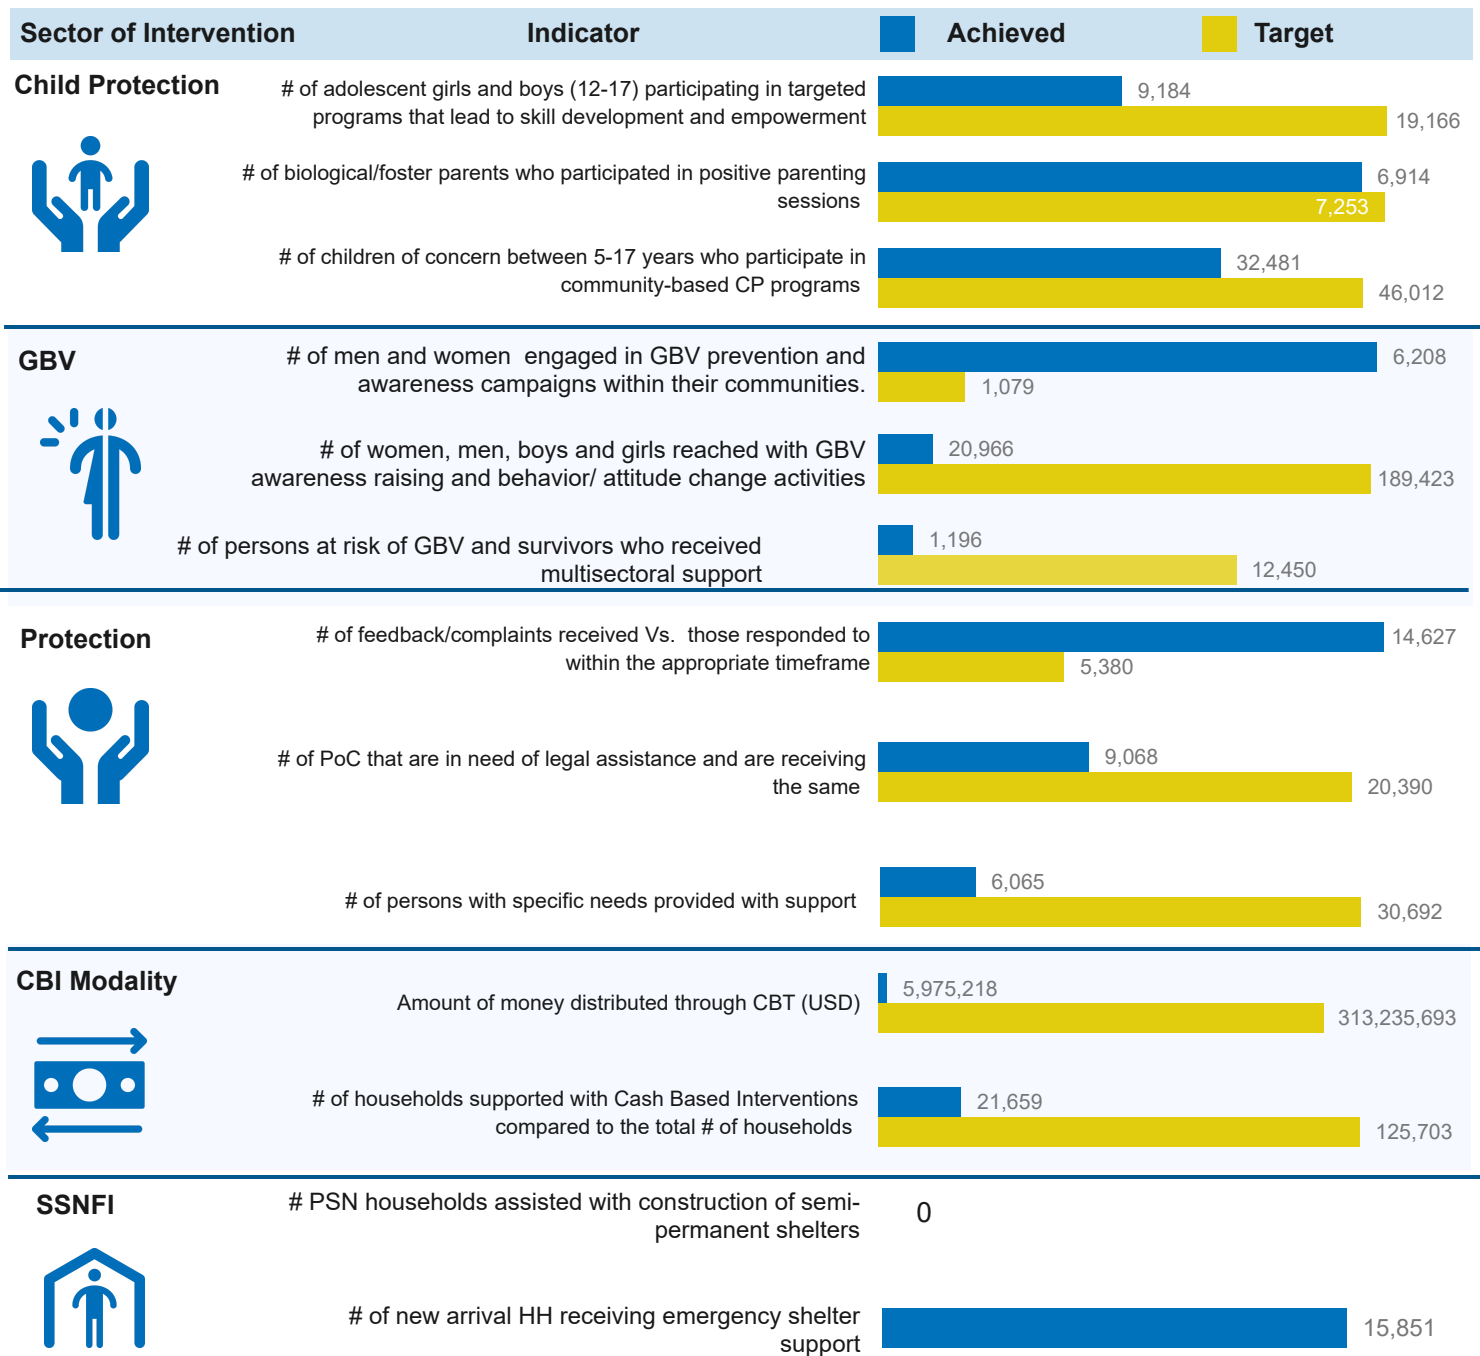 Sector of Intervention Indicator Achieved Target
Child Protection
# of adolescent girls and boys (12-17) participating in targeted
programs that lead to skill development and empowerment
9,184
19,166
# of biological/foster parents who participated in positive parenting
sessions
6,914
7,253
# of children of concern between 5-17 years who participate in
community-based CP programs
32,481
46,012
GBV
# of men and women engaged in GBV prevention and
awareness campaigns within their communities.
6,208
1,079
# of women, men, boys and girls reached with GBV
awareness raising and behavior/ attitude change activities
20,966
189,423
# of persons at risk of GBV and survivors who received
multisectoral support
1,196
12,450
Protection
# of feedback/complaints received Vs. those responded to
within the appropriate timeframe
14,627
5,380
# of PoC that are in need of legal assistance and are receiving
the same
9,068
20,390
# of persons with specific needs provided with support
6,065
30,692
CBI Modality
Amount of money distributed through CBT (USD)
5,975,218
313,235,693
# of households supported with Cash Based Interventions
compared to the total # of households
21,659
125,703
SSNFI
# PSN households assisted with construction of semi-
permanent shelters
0
# of new arrival HH receiving emergency shelter
support
15,851